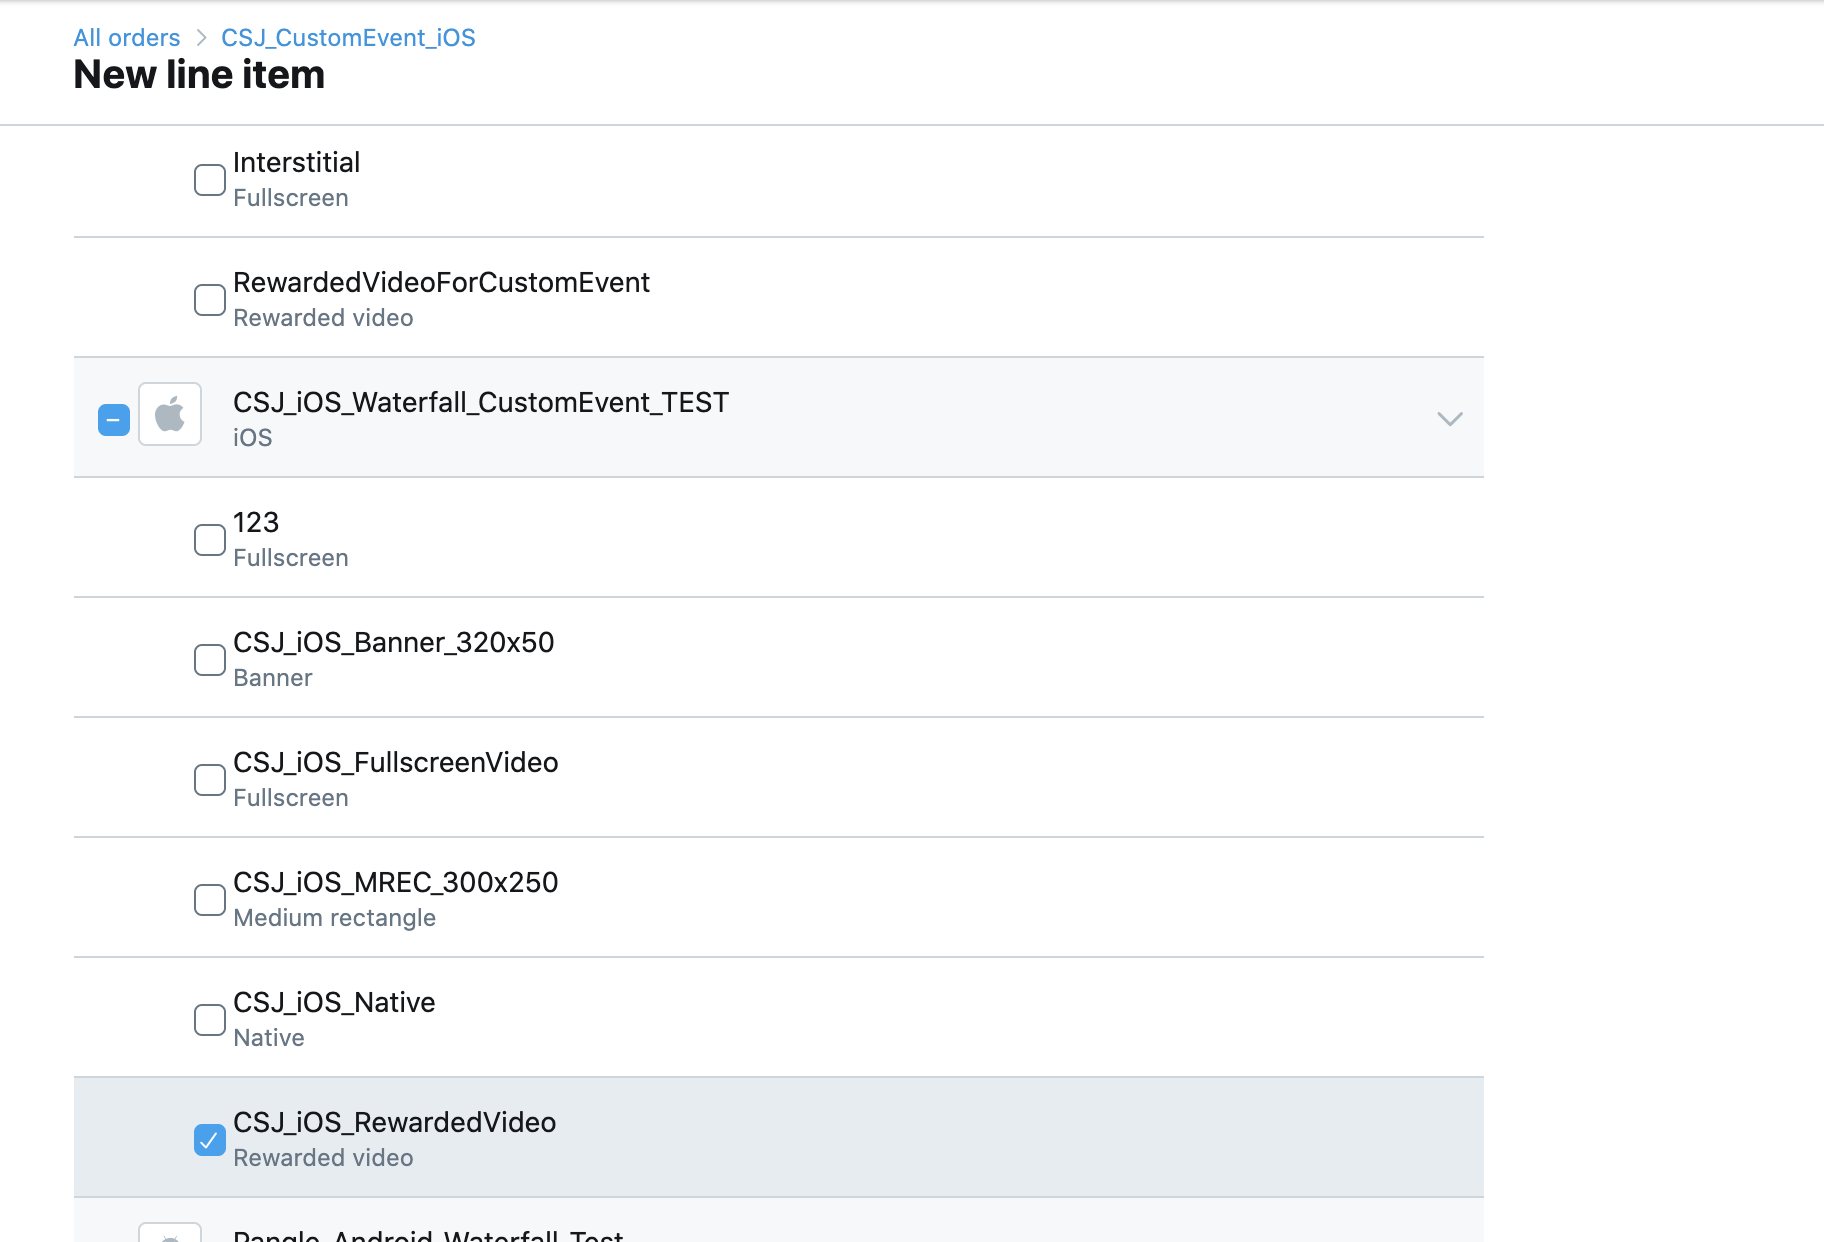 All orders > CSJ_CustomEvent_iOS
New line item
Interstitial
Fullscreen
RewardedVideoForCustomEvent
Rewarded video
CSJ_iOS_Waterfall_CustomEvent_TEST
iOS
123
Fullscreen
CSJ_iOS_Banner_320x50
Banner
CSJ_iOS_FullscreenVideo
Fullscreen
CSJ_iOS_MREC_300x250
Medium rectangle
CSJ_iOS_Native
Native
CSJ_iOS_RewardedVideo
Rewarded video
Pangle_Android_Waterfall_Test